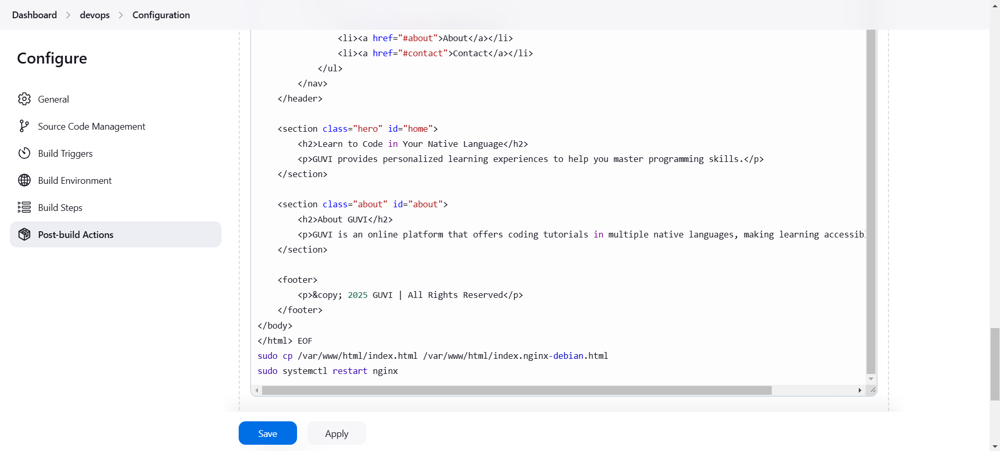 Dashboard > devops > Configuration
Configure
General
Source Code Management
Build Triggers
Build Environment
Build Steps
Post-build Actions
<li><a href="#about">About</a></li>
<li><a href="#contact">Contact</a></li>
</ul>
</nav>
</header>
<section class="hero" id="home">
<h2>Learn to Code in Your Native Language</h2>
<p>GUVI provides personalized learning experiences to help you master programming skills.</p>
</section>
<section class="about" id="about">
<h2>About GUVI</h2>
<p>GUVI is an online platform that offers coding tutorials in multiple native languages, making learning
</section>
<footer>
<p>&copy; 2025 GUVI | All Rights Reserved</p>
</footer>
</body>
</html> EOF
sudo cp /var/www/html/index.html /var/www/html/index.nginx-debian.html
sudo systemctl restart nginx
Save
Apply